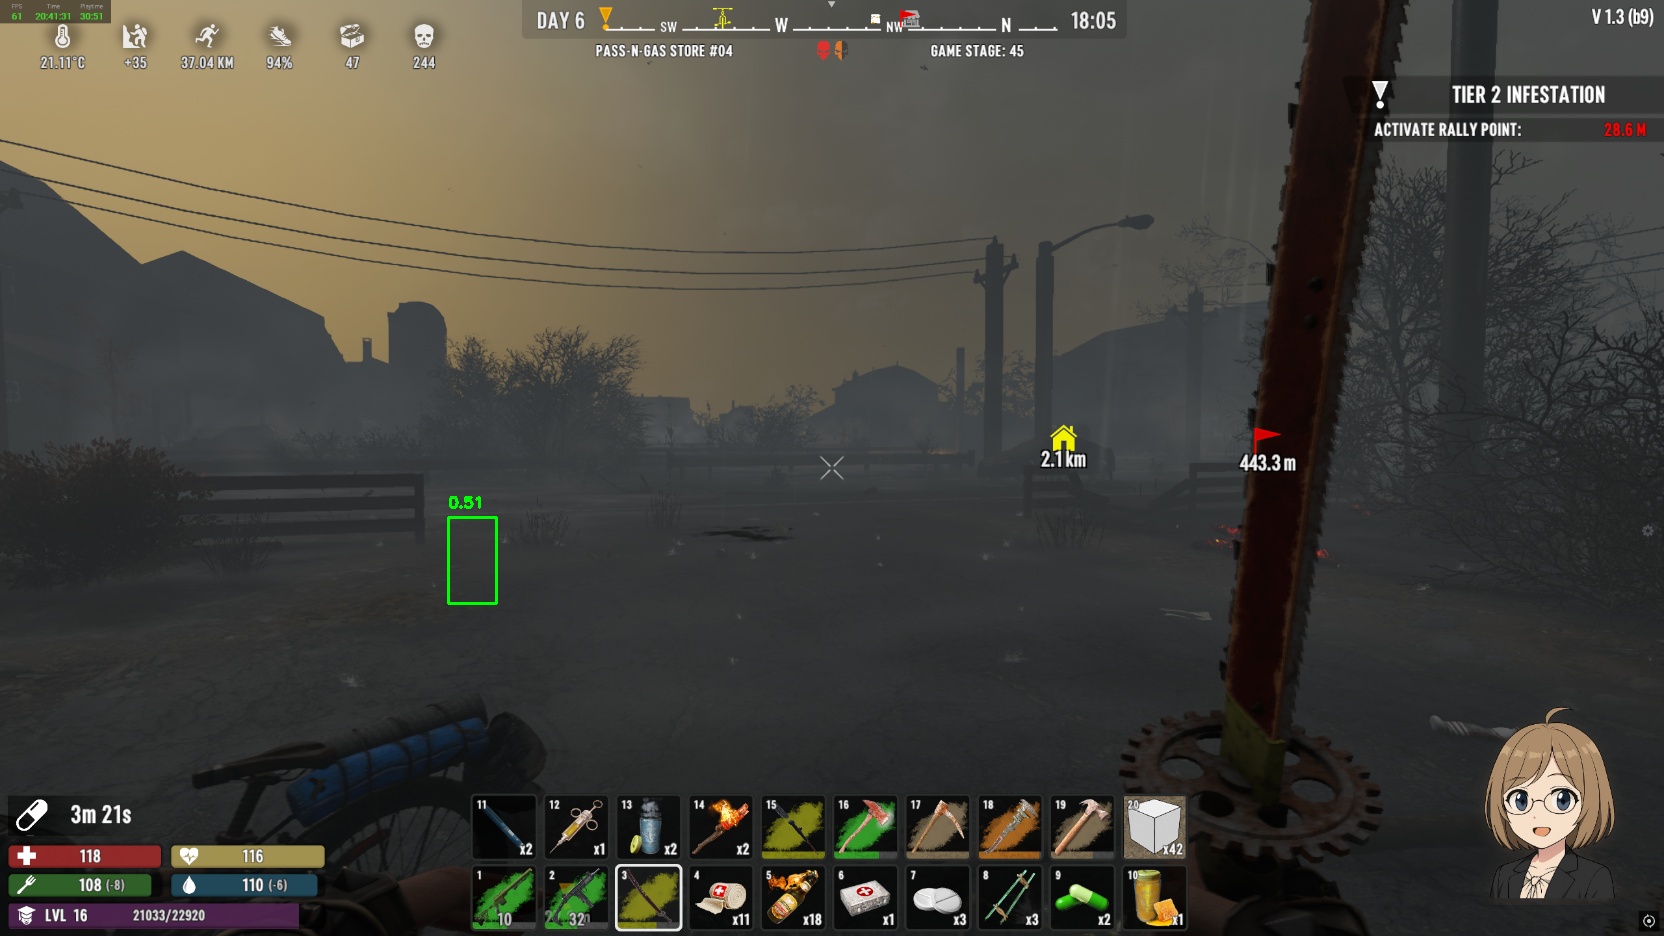 FPS Time Playtime
61 20:41:31 30:51
DAY 6 SW W NW N 18:05
V 1.3 (b9)
21.11°C +35 37.04 KM 94% 47 244
PASS-N-GAS STORE #04 GAME STAGE: 45
TIER 2 INFESTATION
ACTIVATE RALLY POINT: 28.6 M
2.1 km
443.3 m
0.51
3m 21s
118 116
108 (-8) 110 (-6)
LVL 16 21033/22920
11 12 13 14 15 16 17 18 19 20
x2 x1 x2 x2 x42
1 2 3 4 5 6 7 8 9 10
10 32 x11 x18 x1 x3 x3 x2 x1